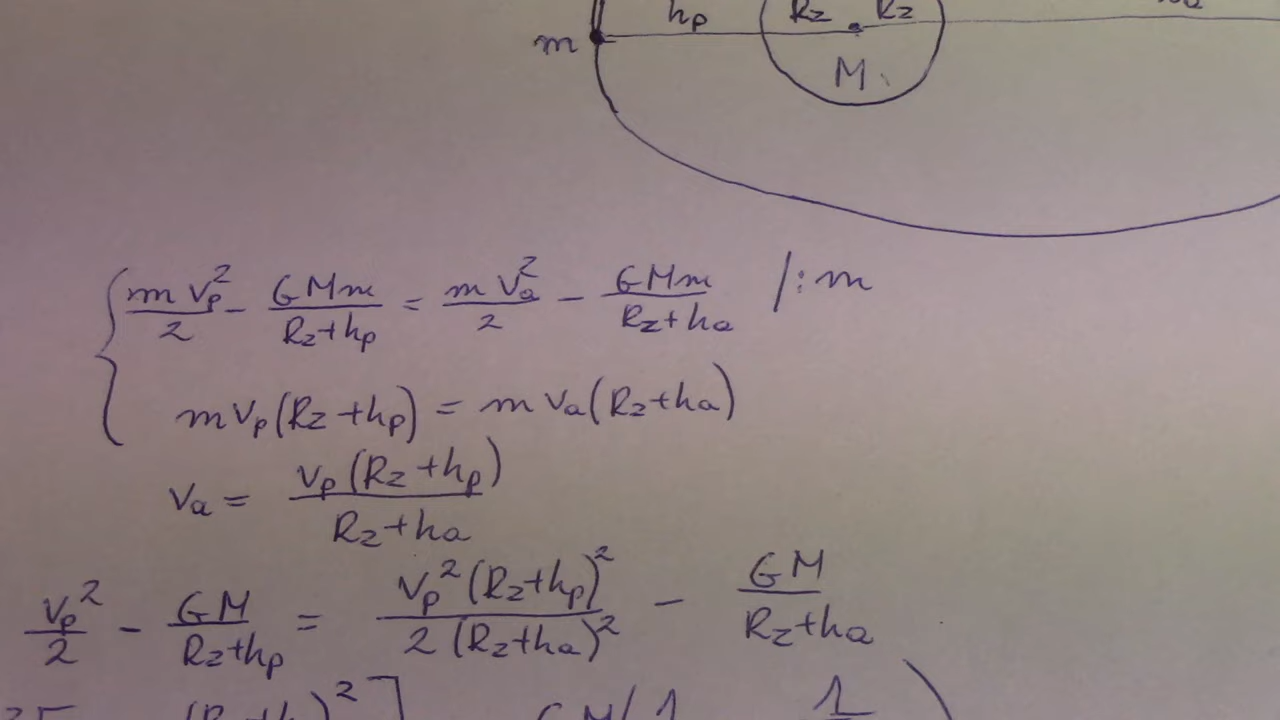 m hp Rz Rz
M
mvp²/2 - GMm/Rz+hp = mva²/2 - GMm/Rz+ha /:m
mvp(Rz+hp) = mva(Rz+ha)
va = vp(Rz+hp)/Rz+ha
vp²/2 - GM/Rz+hp = vp²(Rz+hp)²/2(Rz+ha)² - GM/Rz+ha